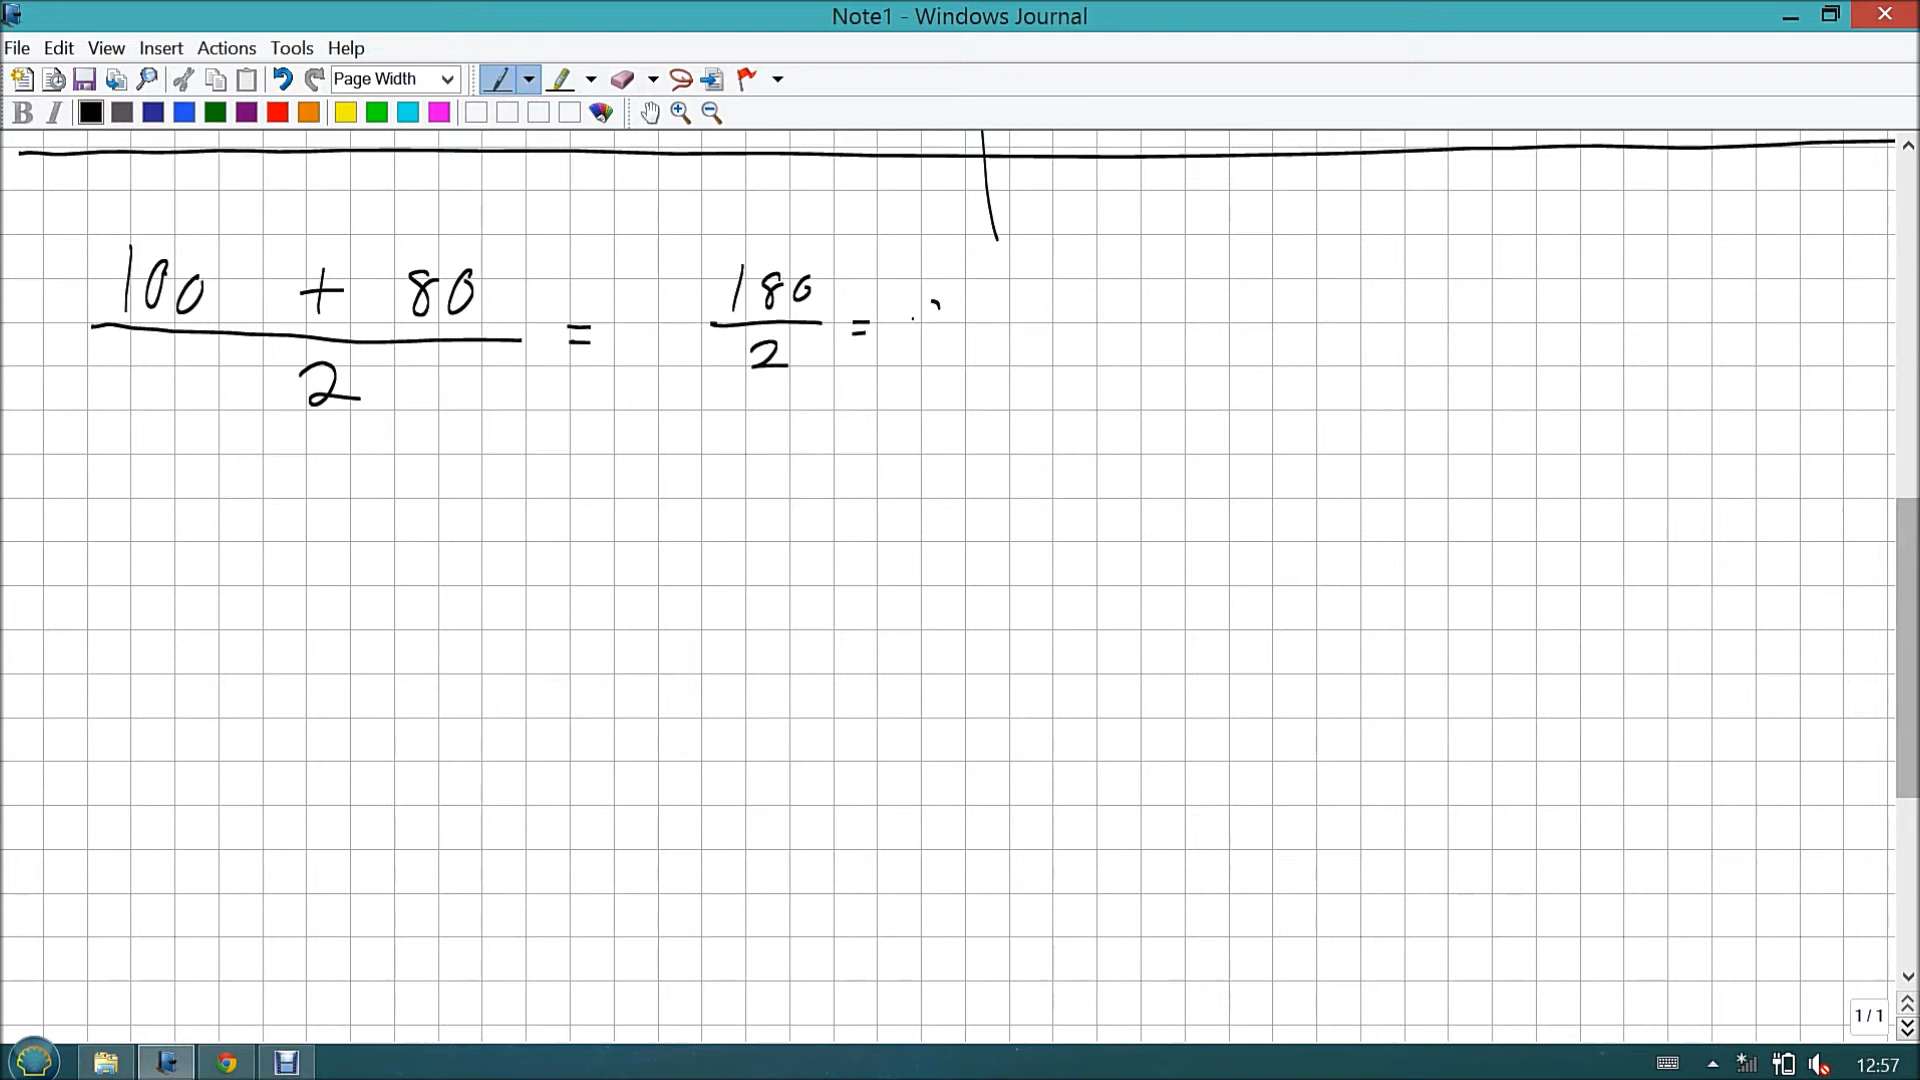 Note1 - Windows Journal
File Edit View Insert Actions Tools Help
Page Width
B I
100 + 80 / 2 = 180 / 2 =
1 / 1
12:57